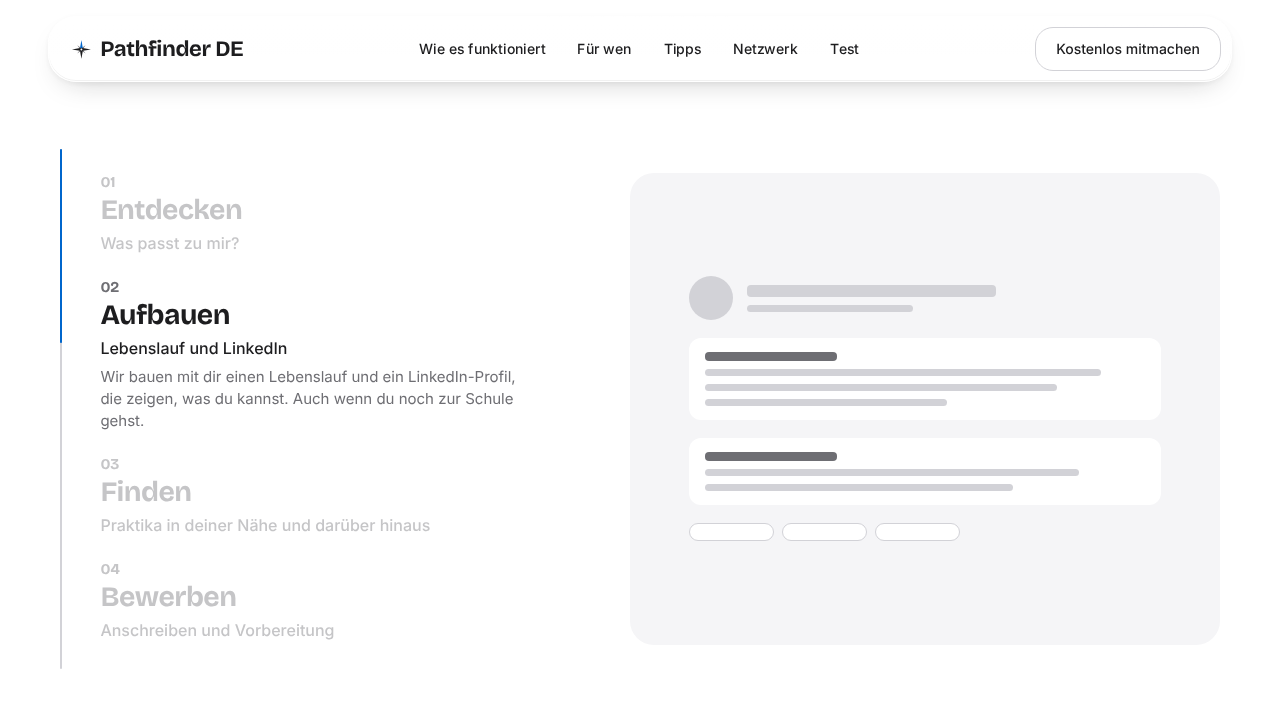 Pathfinder DE
Wie es funktioniert
Für wen
Tipps
Netzwerk
Test
Kostenlos mitmachen
01
Entdecken
Was passt zu mir?
02
Aufbauen
Lebenslauf und LinkedIn
Wir bauen mit dir einen Lebenslauf und ein LinkedIn-Profil,
die zeigen, was du kannst. Auch wenn du noch zur Schule
gehst.
03
Finden
Praktika in deiner Nähe und darüber hinaus
04
Bewerben
Anschreiben und Vorbereitung